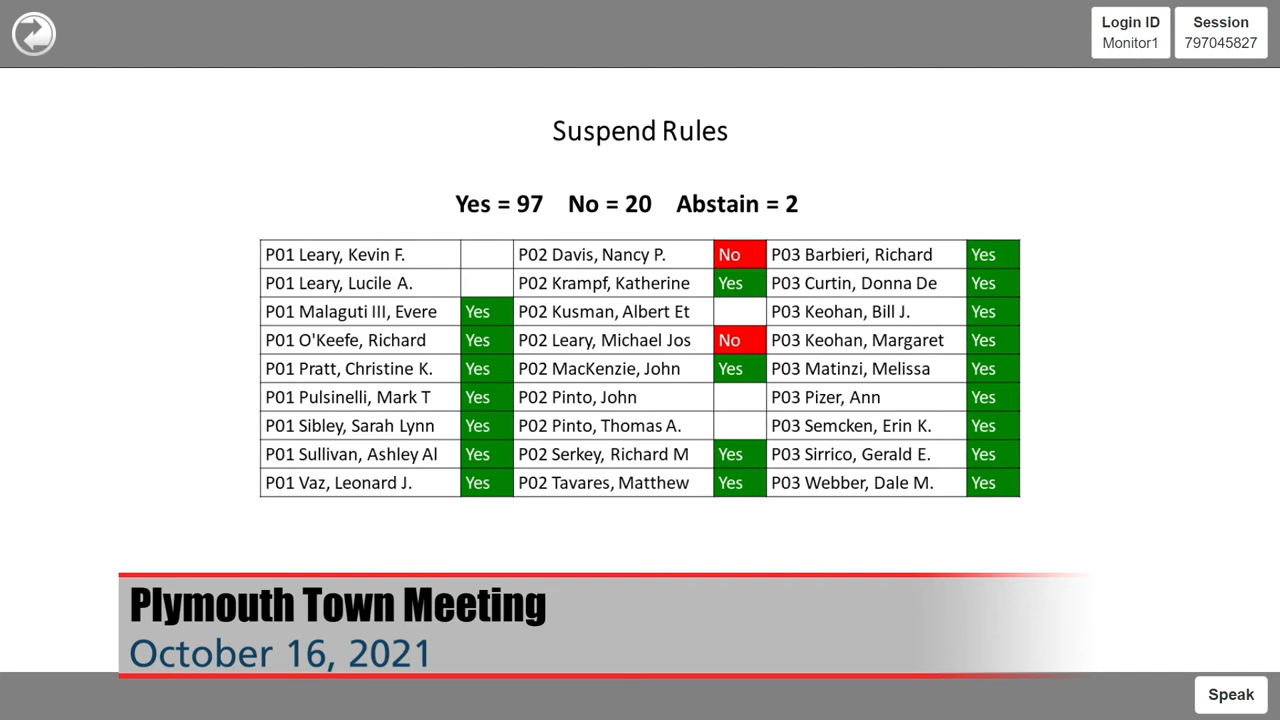 Login ID
Monitor1
Session
797045827
Suspend Rules
Yes = 97 No = 20 Abstain = 2
P01 Leary, Kevin F. P02 Davis, Nancy P. No P03 Barbieri, Richard Yes
P01 Leary, Lucile A. P02 Krampf, Katherine Yes P03 Curtin, Donna De Yes
P01 Malaguti III, Evere Yes P02 Kusman, Albert Et P03 Keohan, Bill J. Yes
P01 O'Keefe, Richard Yes P02 Leary, Michael Jos No P03 Keohan, Margaret Yes
P01 Pratt, Christine K. Yes P02 MacKenzie, John Yes P03 Matinzi, Melissa Yes
P01 Pulsinelli, Mark T Yes P02 Pinto, John P03 Pizer, Ann Yes
P01 Sibley, Sarah Lynn Yes P02 Pinto, Thomas A. P03 Semcken, Erin K. Yes
P01 Sullivan, Ashley Al Yes P02 Serkey, Richard M Yes P03 Sirrico, Gerald E. Yes
P01 Vaz, Leonard J. Yes P02 Tavares, Matthew Yes P03 Webber, Dale M. Yes
Plymouth Town Meeting
October 16, 2021
Speak